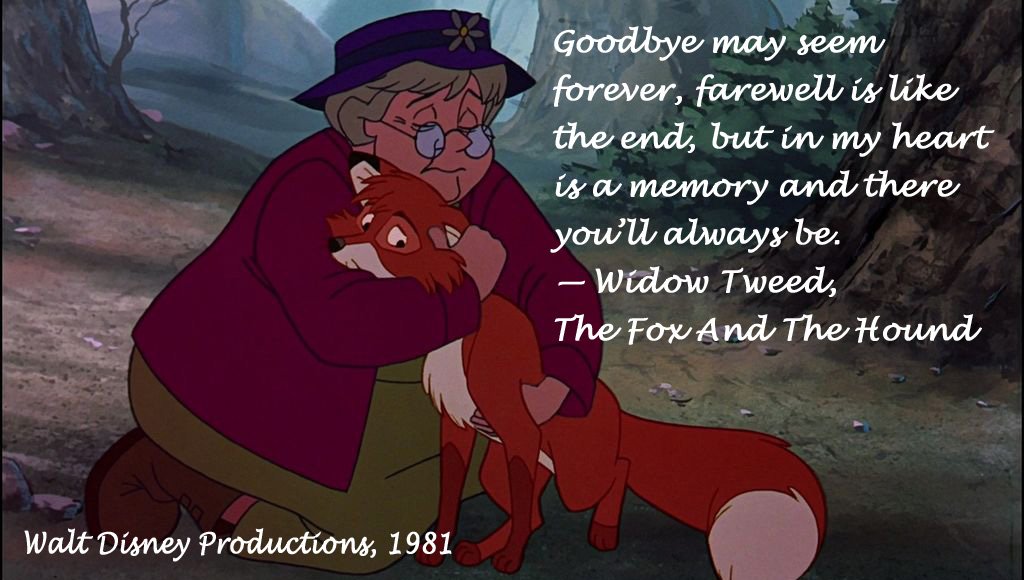 Goodbye may seem
forever, farewell is like
the end, but in my heart
is a memory and there
you'll always be.
— Widow Tweed,
The Fox And The Hound
Walt Disney Productions, 1981